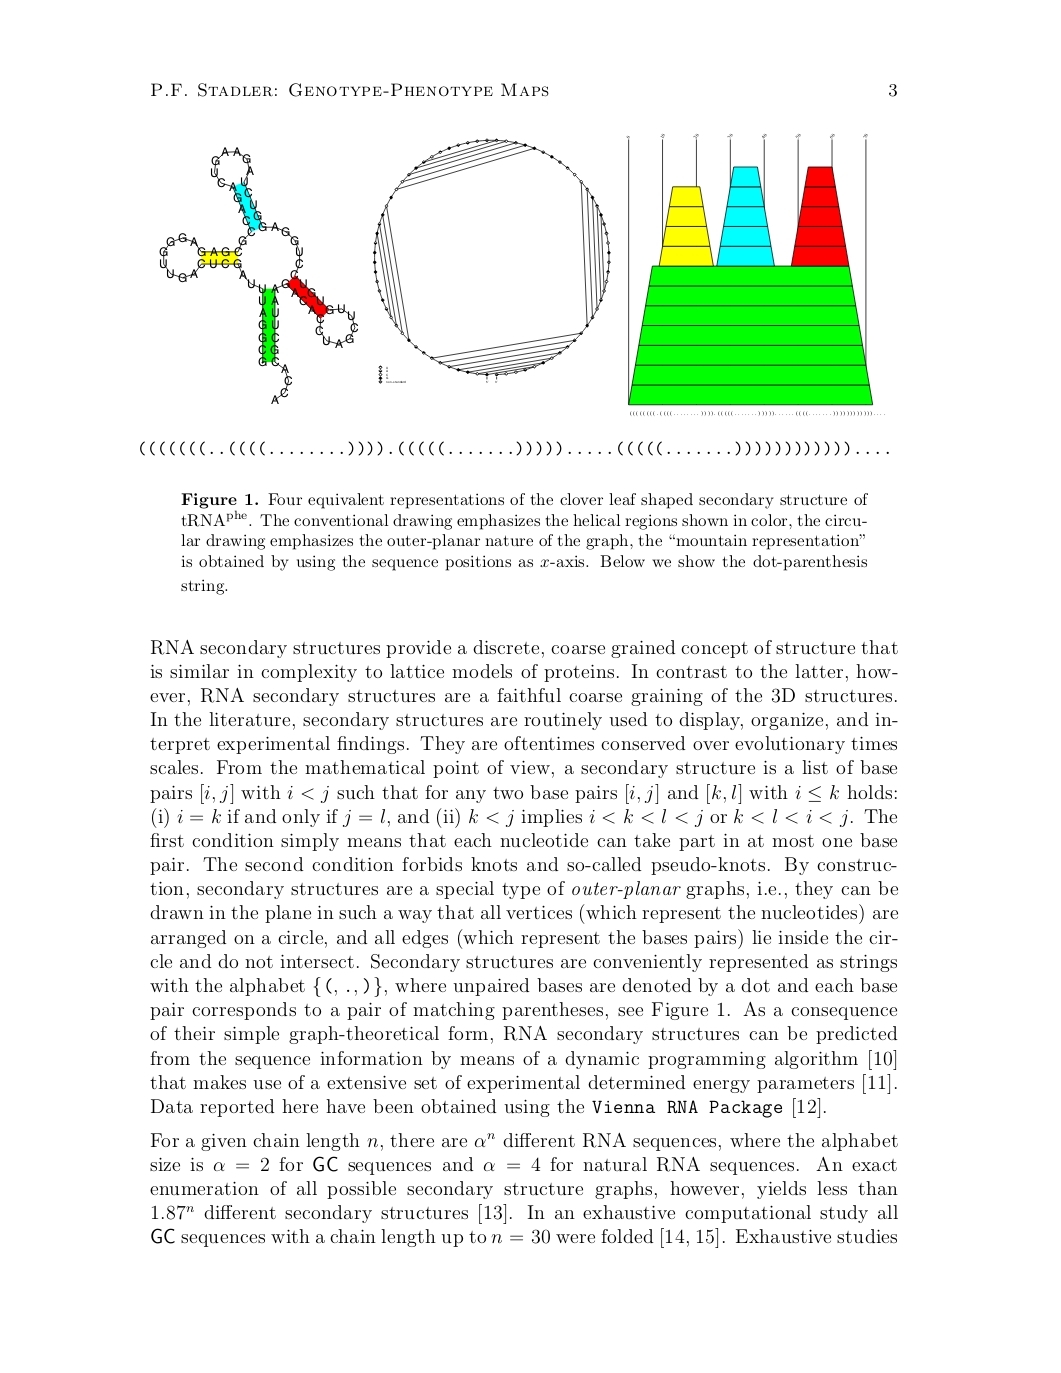 P.F. Stadler: Genotype-Phenotype Maps 3
(((((((..((((........)))).(((((.......))))).....(((((.......))))))))))))....
Figure 1. Four equivalent representations of the clover leaf shaped secondary structure of
tRNAphe. The conventional drawing emphasizes the helical regions shown in color, the circu-
lar drawing emphasizes the outer-planar nature of the graph, the “mountain representation”
is obtained by using the sequence positions as x-axis. Below we show the dot-parenthesis
string.
RNA secondary structures provide a discrete, coarse grained concept of structure that
is similar in complexity to lattice models of proteins. In contrast to the latter, how-
ever, RNA secondary structures are a faithful coarse graining of the 3D structures.
In the literature, secondary structures are routinely used to display, organize, and in-
terpret experimental findings. They are oftentimes conserved over evolutionary times
scales. From the mathematical point of view, a secondary structure is a list of base
pairs [i, j] with i < j such that for any two base pairs [i, j] and [k, l] with i ≤ k holds:
(i) i = k if and only if j = l, and (ii) k < j implies i < k < l < j or k < l < i < j. The
first condition simply means that each nucleotide can take part in at most one base
pair. The second condition forbids knots and so-called pseudo-knots. By construc-
tion, secondary structures are a special type of outer-planar graphs, i.e., they can be
drawn in the plane in such a way that all vertices (which represent the nucleotides) are
arranged on a circle, and all edges (which represent the bases pairs) lie inside the cir-
cle and do not intersect. Secondary structures are conveniently represented as strings
with the alphabet {(, .,)}, where unpaired bases are denoted by a dot and each base
pair corresponds to a pair of matching parentheses, see Figure 1. As a consequence
of their simple graph-theoretical form, RNA secondary structures can be predicted
from the sequence information by means of a dynamic programming algorithm [10]
that makes use of a extensive set of experimental determined energy parameters [11].
Data reported here have been obtained using the Vienna RNA Package [12].
For a given chain length n, there are αⁿ different RNA sequences, where the alphabet
size is α = 2 for GC sequences and α = 4 for natural RNA sequences. An exact
enumeration of all possible secondary structure graphs, however, yields less than
1.87ⁿ different secondary structures [13]. In an exhaustive computational study all
GC sequences with a chain length up to n = 30 were folded [14, 15]. Exhaustive studies